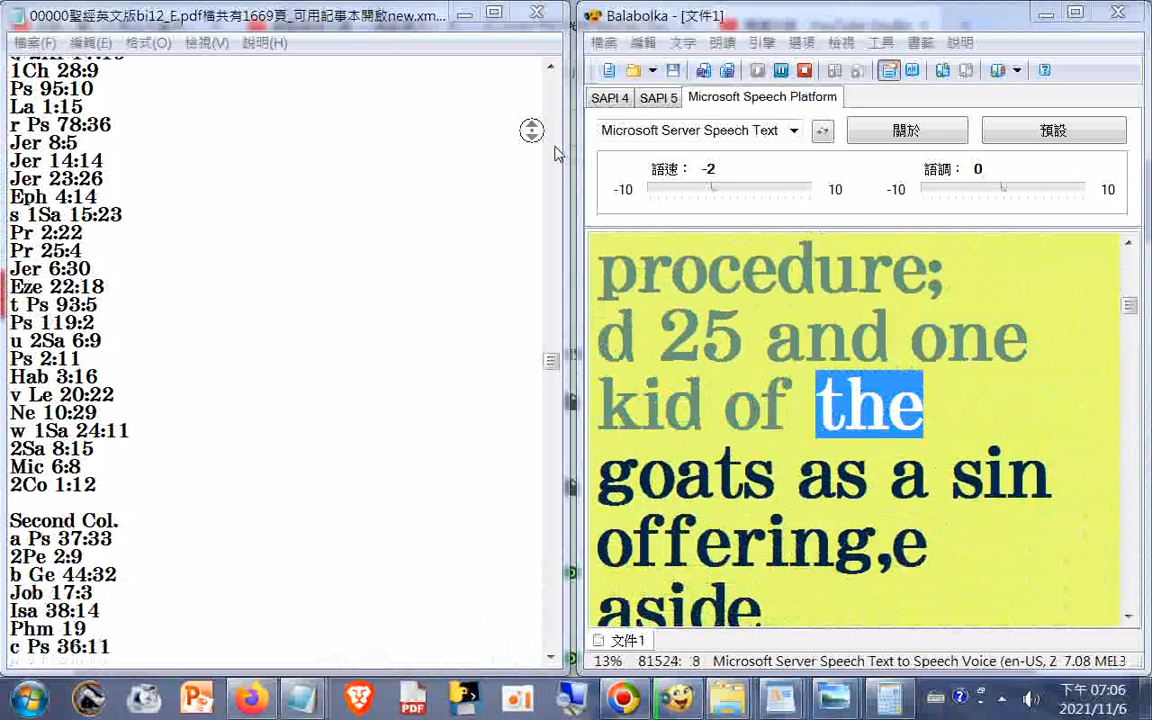 00000聖經英文版bi12_E.pdf檔共有1669頁_可用記事本開啟new.xm...
檔案(F) 編輯(E) 格式(O) 檢視(V) 說明(H)
1Ch 28:9
Ps 95:10
La 1:15
r Ps 78:36
Jer 8:5
Jer 14:14
Jer 23:26
Eph 4:14
s 1Sa 15:23
Pr 2:22
Pr 25:4
Jer 6:30
Eze 22:18
t Ps 93:5
Ps 119:2
u 2Sa 6:9
Ps 2:11
Hab 3:16
v Le 20:22
Ne 10:29
w 1Sa 24:11
2Sa 8:15
Mic 6:8
2Co 1:12
Second Col.
a Ps 37:33
2Pe 2:9
b Ge 44:32
Job 17:3
Isa 38:14
Phm 19
c Ps 36:11
Balabolka - [文件1]
檔案 編輯 文字 朗讀 引擎 選項 檢視 工具 書籤 說明
SAPI 4 SAPI 5 Microsoft Speech Platform
Microsoft Server Speech Text 關於 預設
語速： -2 語調： 0
-10 10 -10 10
procedure;
d 25 and one
kid of the
goats as a sin
offering,e
aside
文件1
13% 81524: 8 Microsoft Server Speech Text to Speech Voice (en-US, Z 7.08 МБ
下午 07:06
2021/11/6